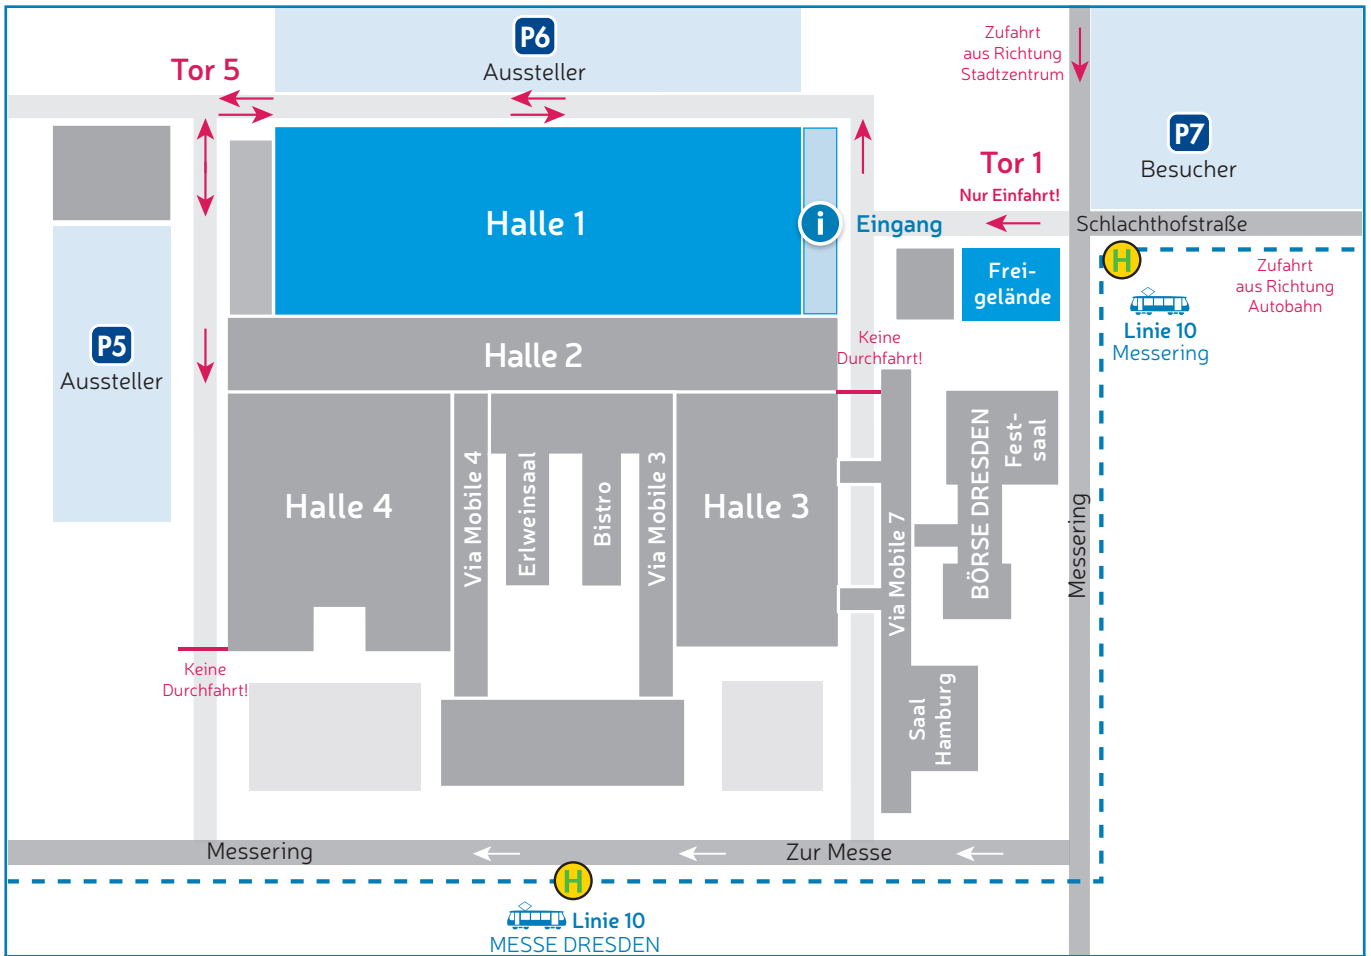 P6
Aussteller
Tor 5
Zufahrt
aus Richtung
Stadtzentrum
P7
Besucher
Tor 1
Nur Einfahrt!
Halle 1
i
Eingang
Schlachthofstraße
H
Frei-
gelände
Zufahrt
aus Richtung
Autobahn
Linie 10
Messering
P5
Aussteller
Halle 2
Keine
Durchfahrt!
Halle 4
Via Mobile 4
Erlweinsaal
Bistro
Via Mobile 3
Halle 3
Via Mobile 7
BÖRSE DRESDEN
Fest-
saal
Messering
Keine
Durchfahrt!
Saal
Hamburg
Messering
Zur Messe
H
Linie 10
MESSE DRESDEN